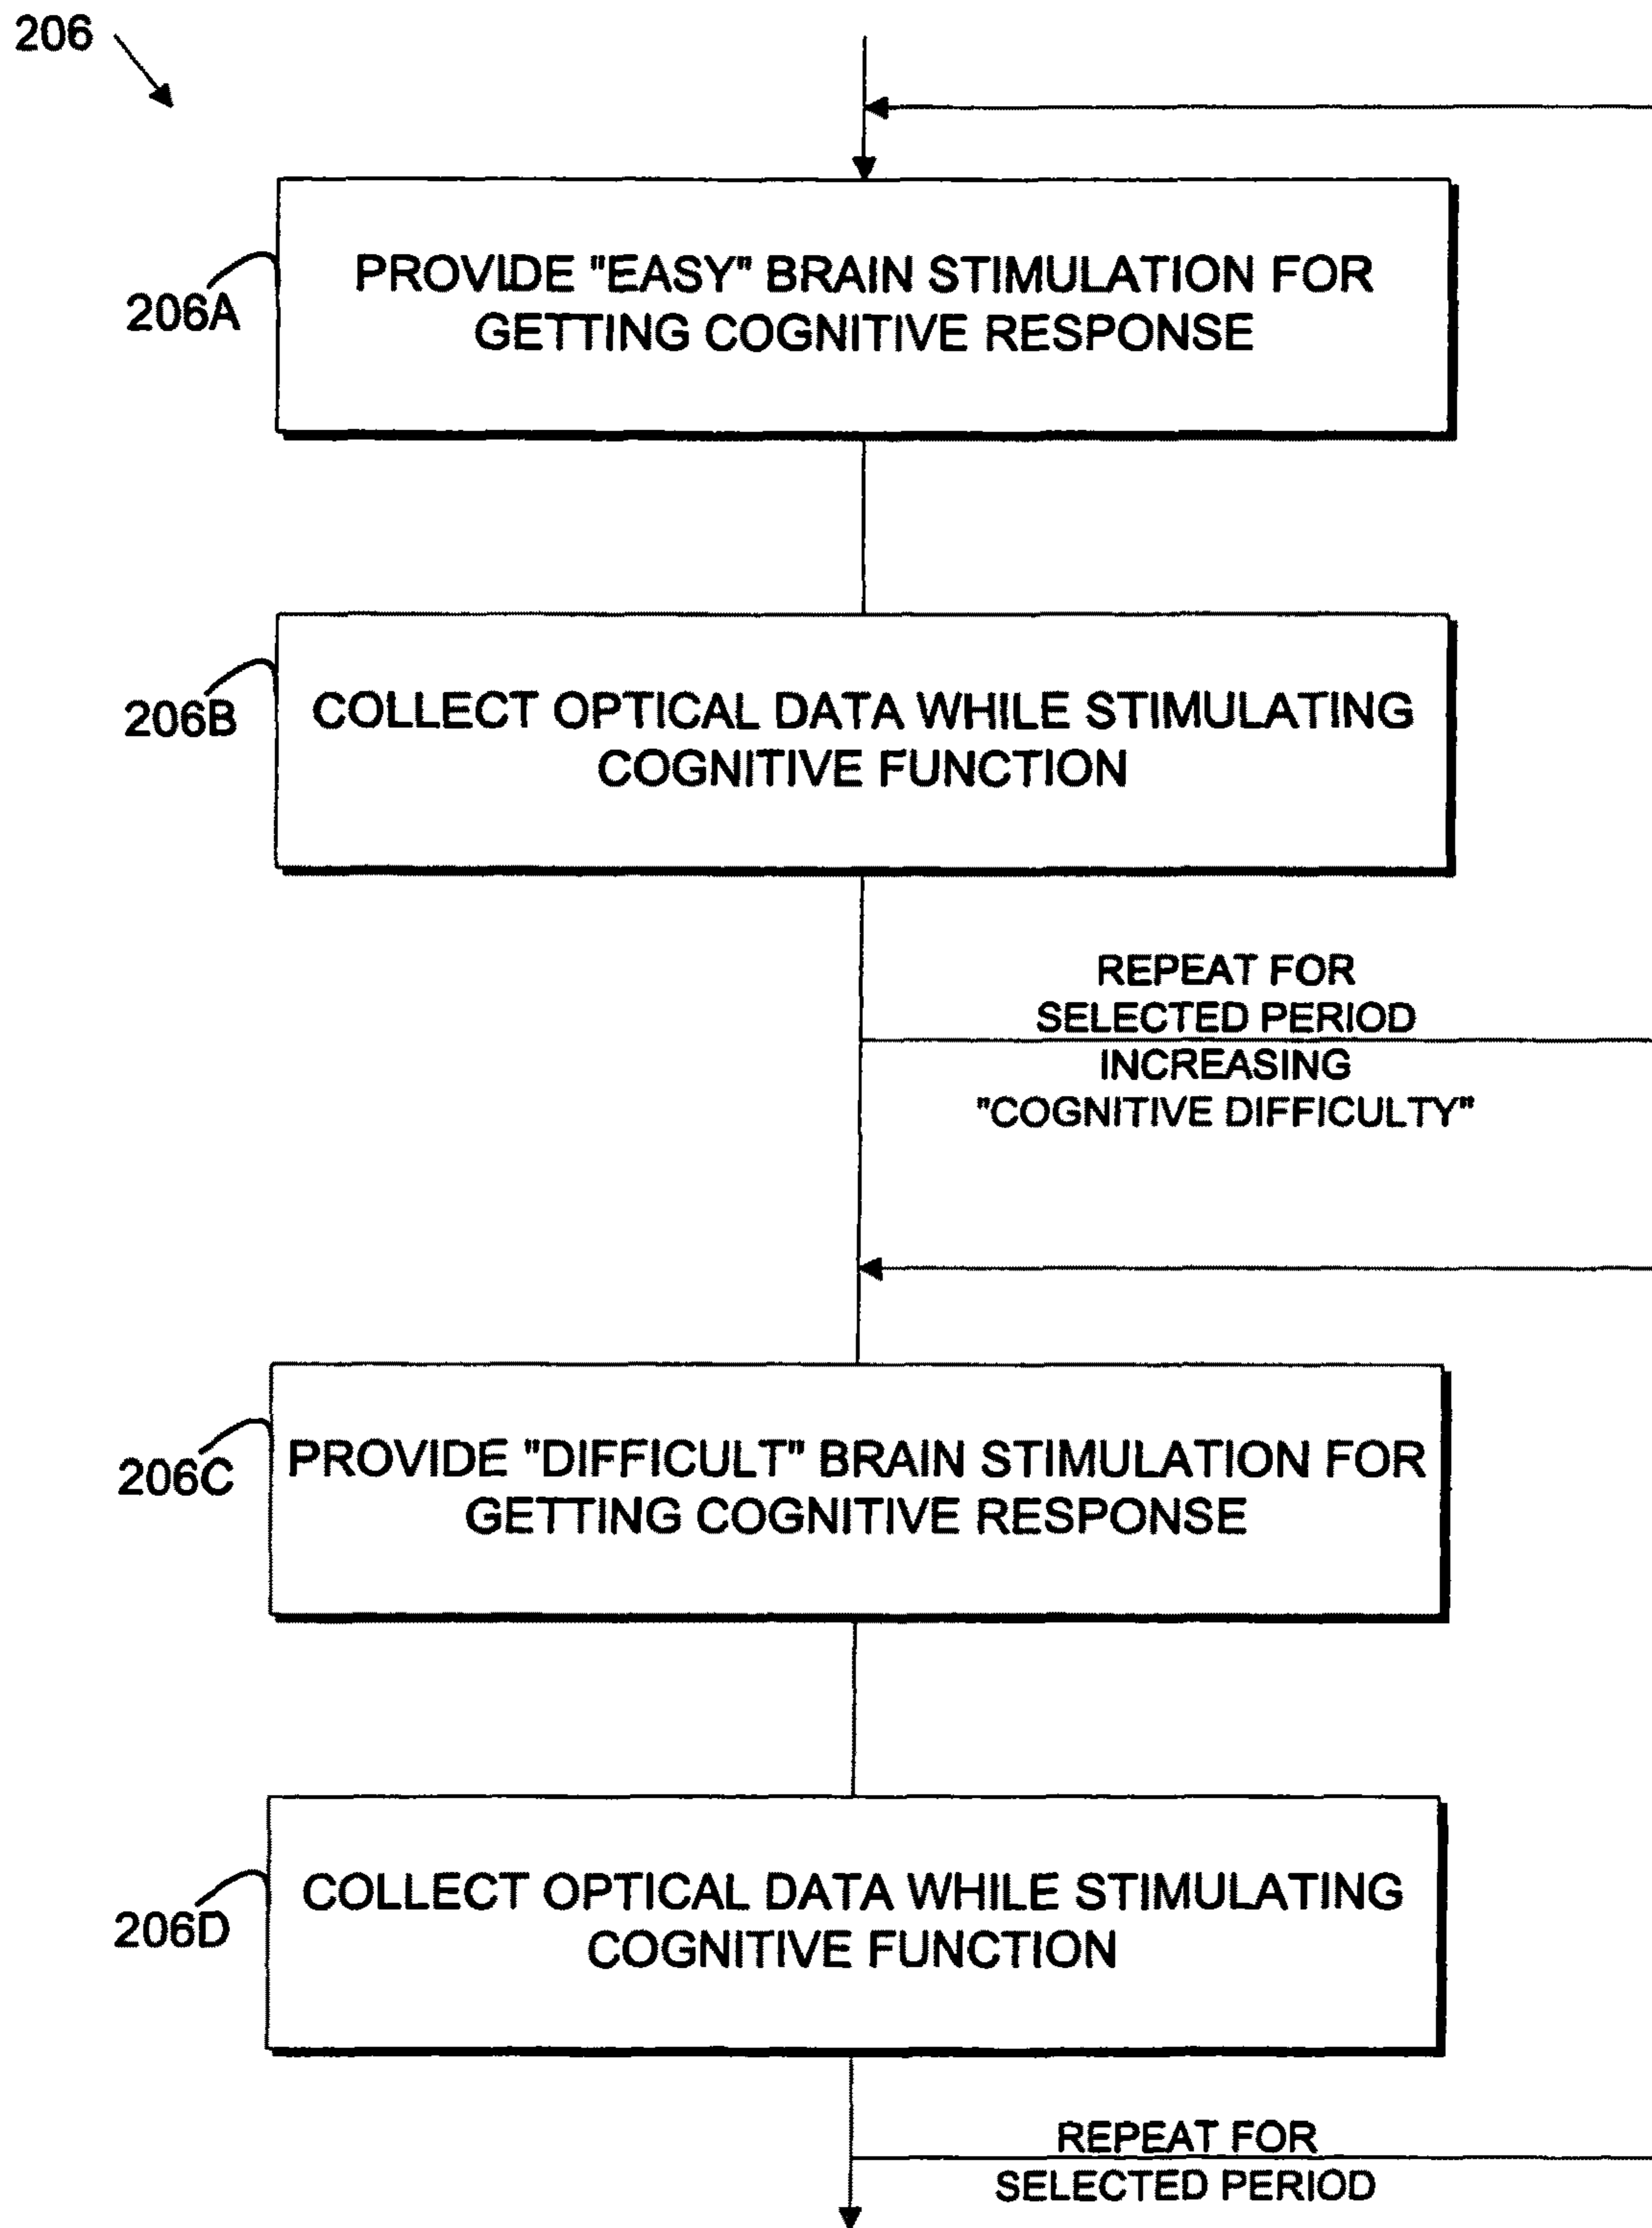 206
PROVIDE "EASY" BRAIN STIMULATION FOR
GETTING COGNITIVE RESPONSE
206A
COLLECT OPTICAL DATA WHILE STIMULATING
COGNITIVE FUNCTION
206B
REPEAT FOR
SELECTED PERIOD
INCREASING
"COGNITIVE DIFFICULTY"
PROVIDE "DIFFICULT" BRAIN STIMULATION FOR
GETTING COGNITIVE RESPONSE
206C
COLLECT OPTICAL DATA WHILE STIMULATING
COGNITIVE FUNCTION
206D
REPEAT FOR
SELECTED PERIOD